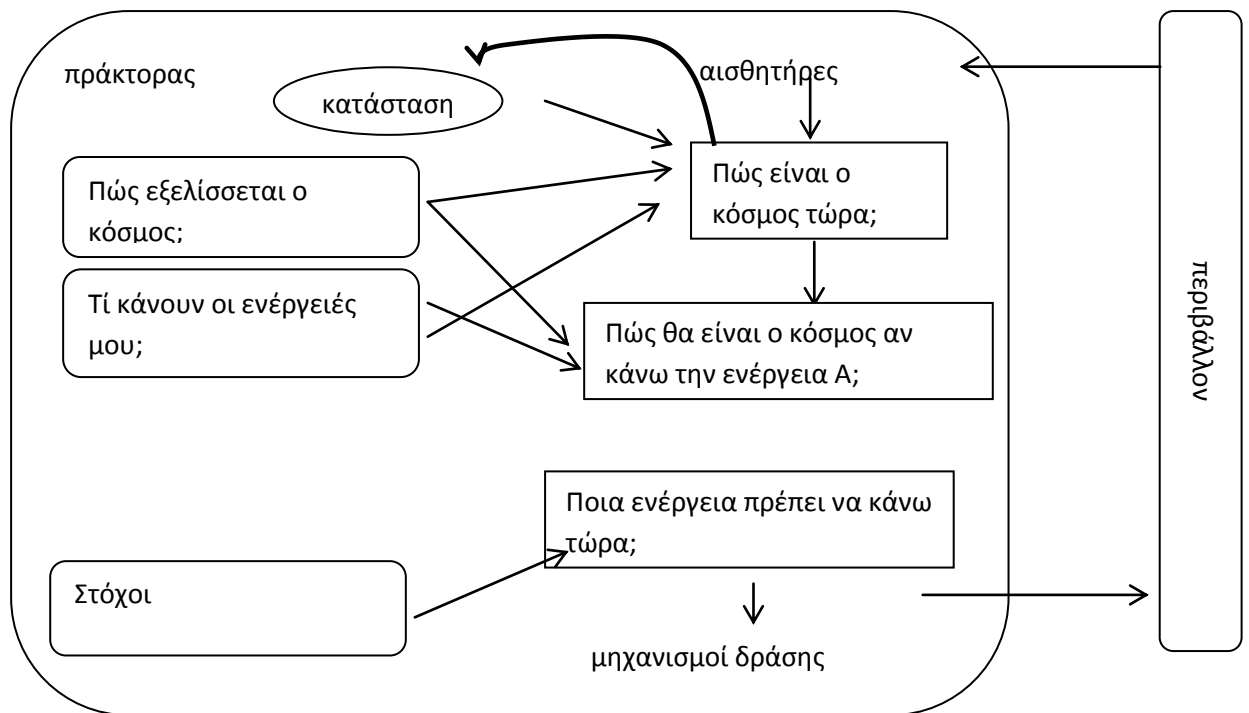 πράκτορας
αισθητήρες
κατάσταση
Πώς εξελίσσεται ο
κόσμος;
Πώς είναι ο
κόσμος τώρα;
Τί κάνουν οι ενέργειές
μου;
Πώς θα είναι ο κόσμος αν
κάνω την ενέργεια Α;
Ποια ενέργεια πρέπει να κάνω
τώρα;
Στόχοι
μηχανισμοί δράσης
περιβάλλον